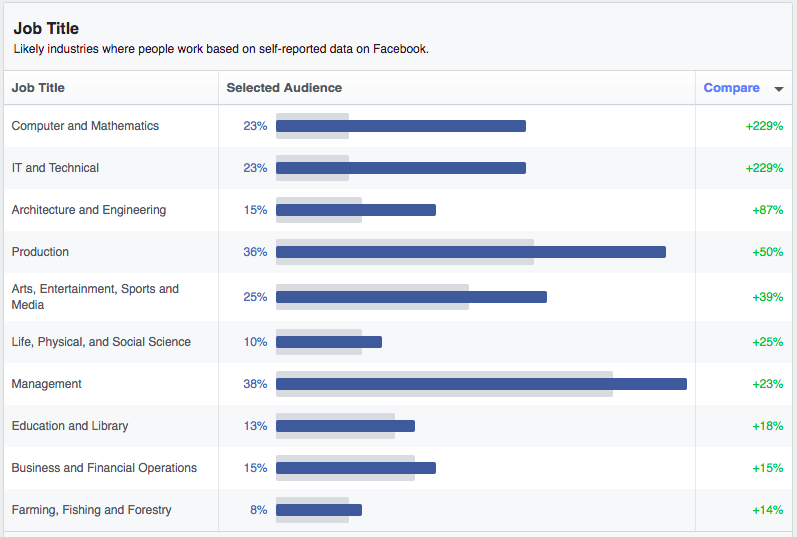 Job Title
Likely industries where people work based on self-reported data on Facebook.
Job Title Selected Audience Compare
Computer and Mathematics 23% +229%
IT and Technical 23% +229%
Architecture and Engineering 15% +87%
Production 36% +50%
Arts, Entertainment, Sports and
Media 25% +39%
Life, Physical, and Social Science 10% +25%
Management 38% +23%
Education and Library 13% +18%
Business and Financial Operations 15% +15%
Farming, Fishing and Forestry 8% +14%